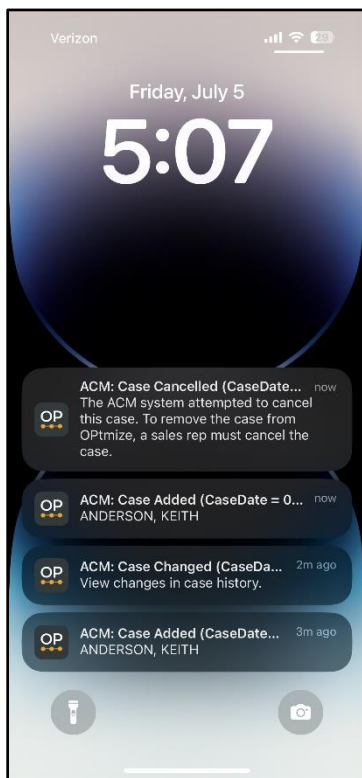 Verizon
29
Friday, July 5
5:07
ACM: Case Cancelled (CaseDate... now
OP
The ACM system attempted to cancel
this case. To remove the case from
OPtmize, a sales rep must cancel the
case.
ACM: Case Added (CaseDate = 0... now
OP
ANDERSON, KEITH
ACM: Case Changed (CaseDa... 2m ago
OP
View changes in case history.
ACM: Case Added (CaseDate... 3m ago
OP
ANDERSON, KEITH